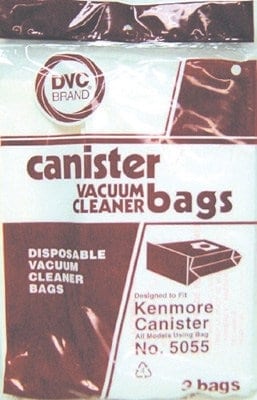 DVC
BRAND
canister
VACUUM
CLEANER
bags
DISPOSABLE
VACUUM
CLEANER
BAGS
Designed to Fit
Kenmore
Canister
All Models Using Bag
No. 5055
bags